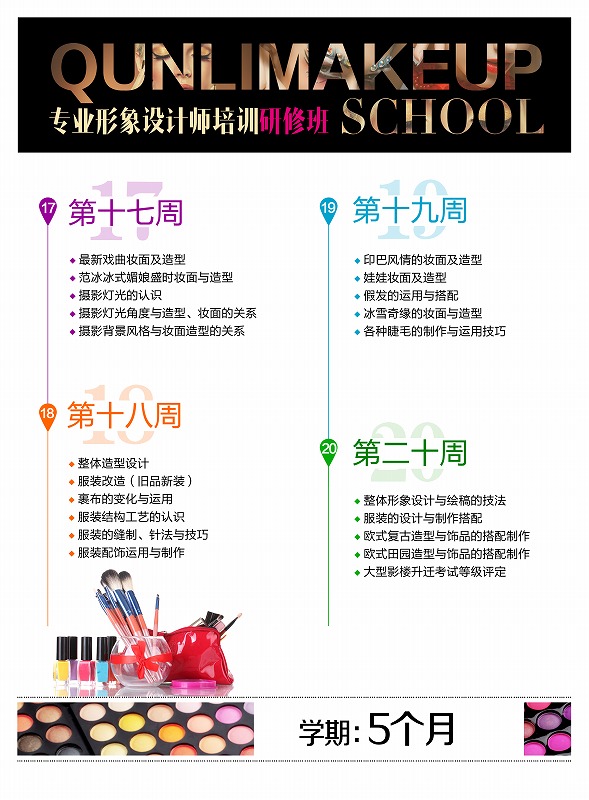 QUNLIMAKEUP
专业形象设计师培训研修班 SCHOOL
17
17
第十七周
最新戏曲妆面及造型
范冰冰式媚娘盛时妆面与造型
摄影灯光的认识
摄影灯光角度与造型、妆面的关系
摄影背景风格与妆面造型的关系
18
18
第十八周
整体造型设计
服装改造（旧品新装）
裹布的变化与运用
服装结构工艺的认识
服装的缝制、针法与技巧
服装配饰运用与制作
19
19
第十九周
印巴风情的妆面及造型
娃娃妆面及造型
假发的运用与搭配
冰雪奇缘的妆面与造型
各种睫毛的制作与运用技巧
20
20
第二十周
整体形象设计与绘稿的技法
服装的设计与制作搭配
欧式复古造型与饰品的搭配制作
欧式田园造型与饰品的搭配制作
大型影楼升迁考试等级评定
学期：5个月